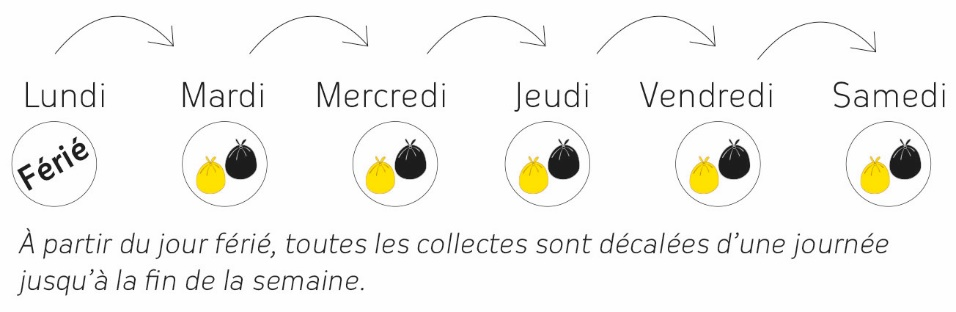 Lundi Mardi Mercredi Jeudi Vendredi Samedi
Férié
À partir du jour férié, toutes les collectes sont décalées d’une journée
jusqu’à la fin de la semaine.